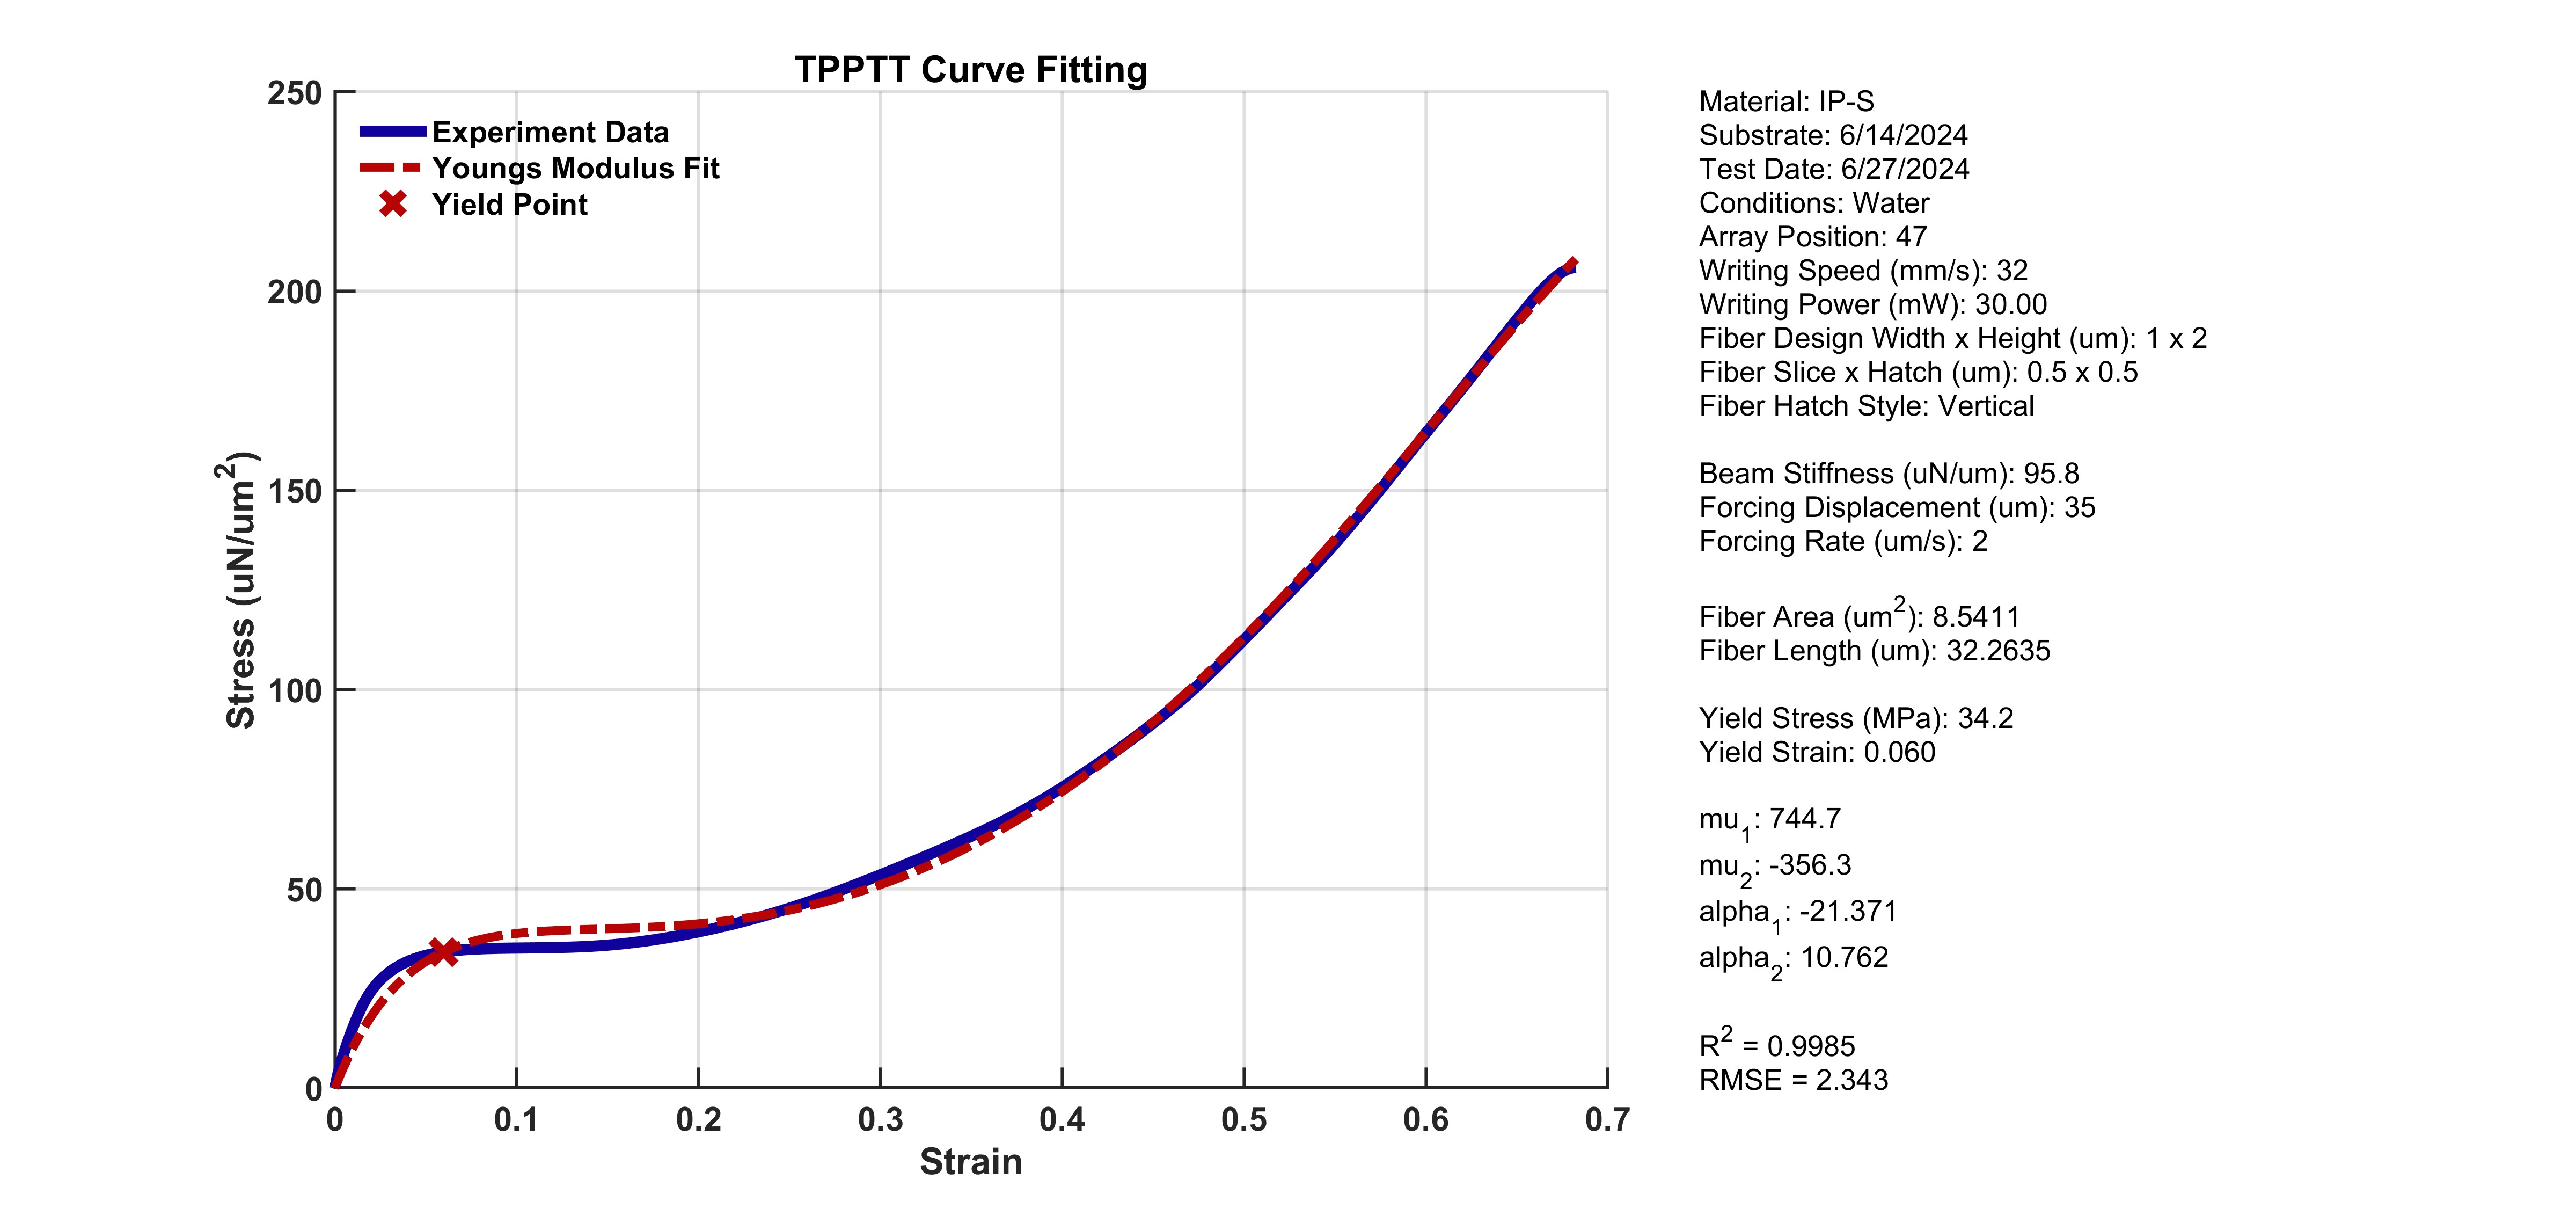 TPPTT Curve Fitting
250
200
150
100
50
0
Stress (uN/um²)
Experiment Data
Youngs Modulus Fit
Yield Point
0 0.1 0.2 0.3 0.4 0.5 0.6 0.7
Strain
Material: IP-S
Substrate: 6/14/2024
Test Date: 6/27/2024
Conditions: Water
Array Position: 47
Writing Speed (mm/s): 32
Writing Power (mW): 30.00
Fiber Design Width x Height (um): 1 x 2
Fiber Slice x Hatch (um): 0.5 x 0.5
Fiber Hatch Style: Vertical
Beam Stiffness (uN/um): 95.8
Forcing Displacement (um): 35
Forcing Rate (um/s): 2
Fiber Area (um²): 8.5411
Fiber Length (um): 32.2635
Yield Stress (MPa): 34.2
Yield Strain: 0.060
mu₁: 744.7
mu₂: -356.3
alpha₁: -21.371
alpha₂: 10.762
R² = 0.9985
RMSE = 2.343